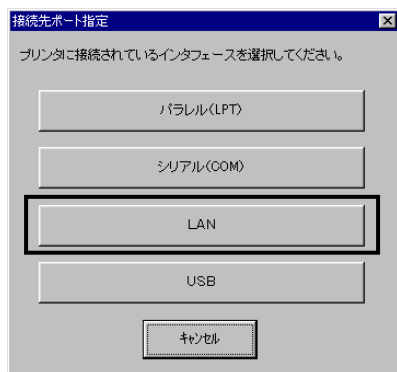 接続先ポート指定
プリンタに接続されているインタフェースを選択してください。
パラレル(LPT)
シリアル(COM)
LAN
USB
キャンセル